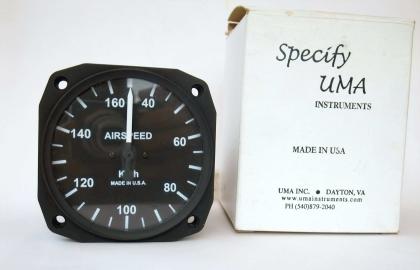 160 40
140 AIRSPEED 60
Kph
120 MADE IN U.S.A. 80
100
Specify
UMA
INSTRUMENTS
MADE IN USA
UMA INC. • DAYTON, VA
www.umainstruments.com
PH (540)879-2040